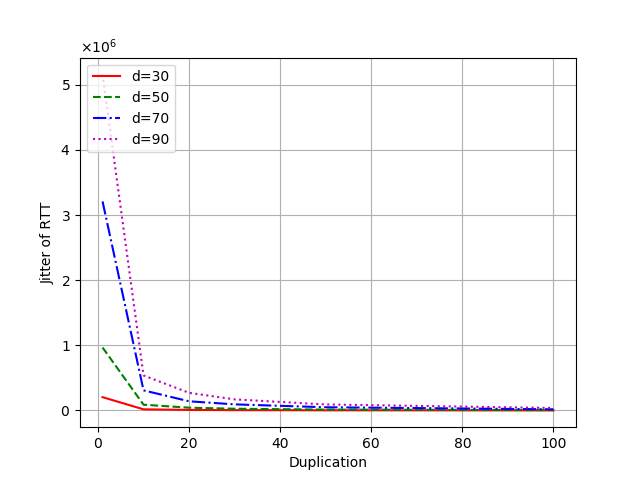 ×10⁶
d=30
d=50
d=70
d=90
5
4
3
2
1
0
Jitter of RTT
0 20 40 60 80 100
Duplication